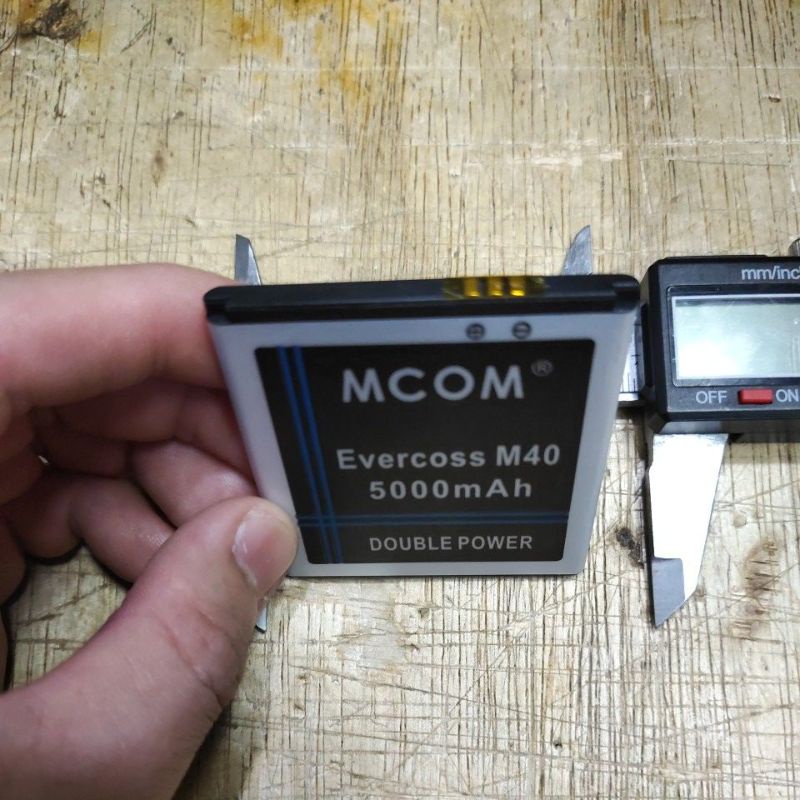 mm/inc
OFF ON
MCOM®
Evercoss M40
5000mAh
DOUBLE POWER